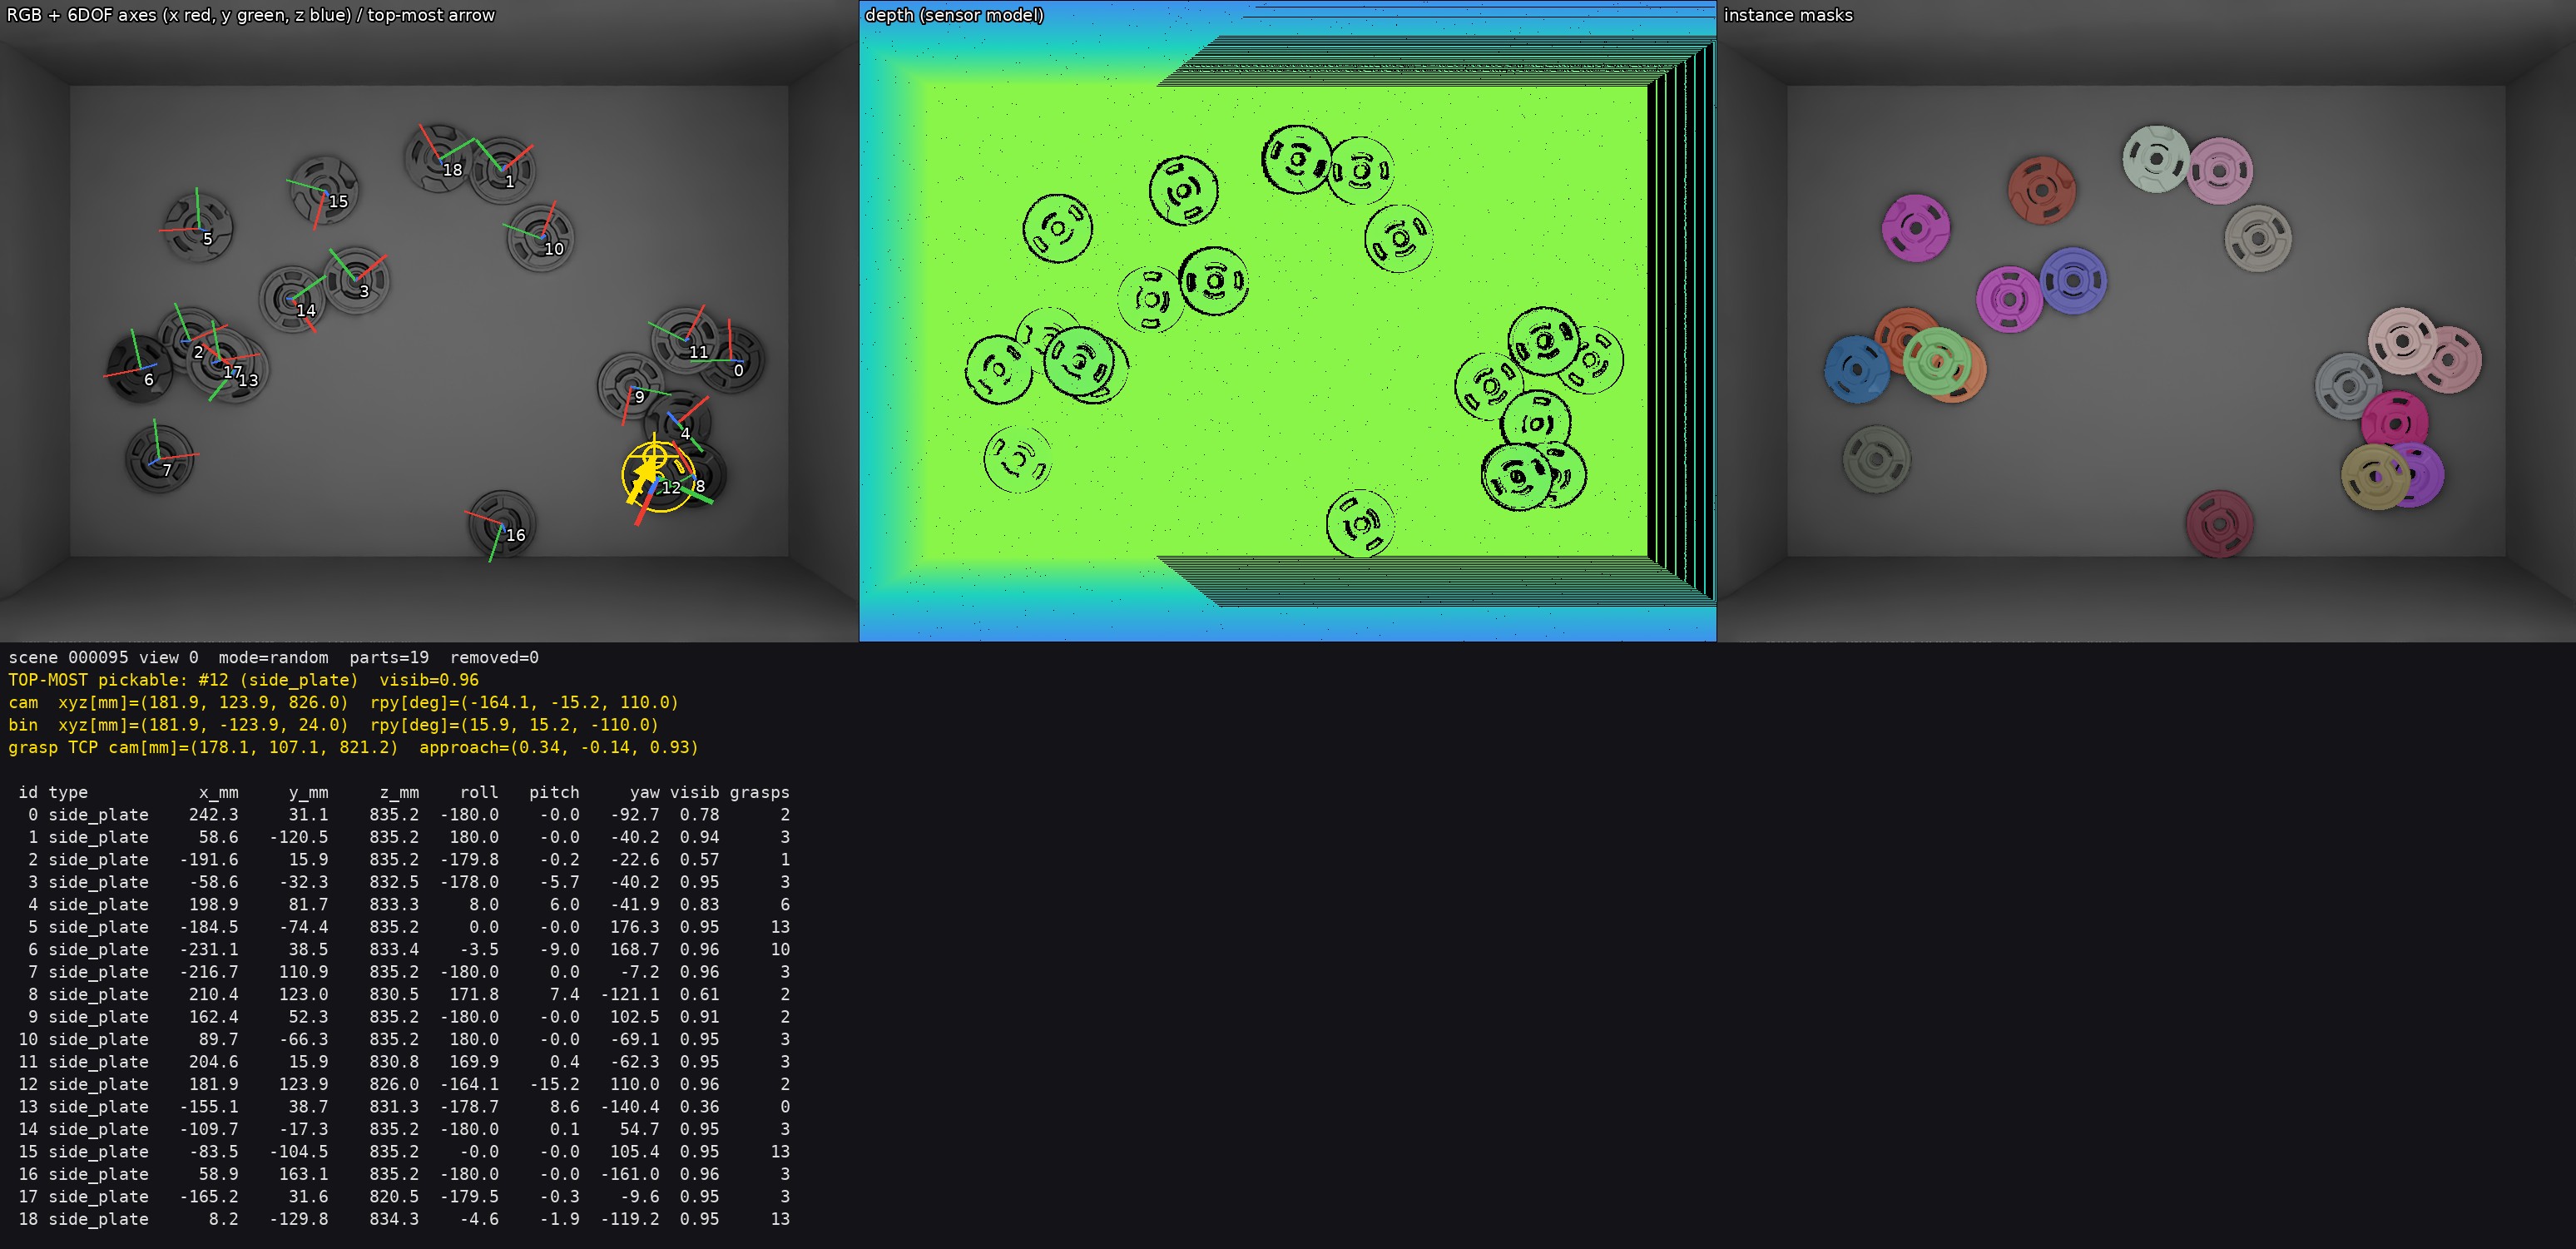 RGB + 6DOF axes (x red, y green, z blue) / top-most arrow
depth (sensor model)
instance masks
18
1
15
5
10
3
14
2
17
13
6
11
0
9
4
7
12
8
16
scene 000095 view 0  mode=random  parts=19  removed=0
TOP-MOST pickable: #12 (side_plate)  visib=0.96
cam  xyz[mm]=(181.9, 123.9, 826.0)  rpy[deg]=(-164.1, -15.2, 110.0)
bin  xyz[mm]=(181.9, -123.9, 24.0)  rpy[deg]=(15.9, 15.2, -110.0)
grasp TCP cam[mm]=(178.1, 107.1, 821.2)  approach=(0.34, -0.14, 0.93)
id type x_mm y_mm z_mm roll pitch yaw visib grasps
0 side_plate 242.3 31.1 835.2 -180.0 -0.0 -92.7 0.78 2
1 side_plate 58.6 -120.5 835.2 180.0 -0.0 -40.2 0.94 3
2 side_plate -191.6 15.9 835.2 -179.8 -0.2 -22.6 0.57 1
3 side_plate -58.6 -32.3 832.5 -178.0 -5.7 -40.2 0.95 3
4 side_plate 198.9 81.7 833.3 8.0 6.0 -41.9 0.83 6
5 side_plate -184.5 -74.4 835.2 0.0 -0.0 176.3 0.95 13
6 side_plate -231.1 38.5 833.4 -3.5 -9.0 168.7 0.96 10
7 side_plate -216.7 110.9 835.2 -180.0 0.0 -7.2 0.96 3
8 side_plate 210.4 123.0 830.5 171.8 7.4 -121.1 0.61 2
9 side_plate 162.4 52.3 835.2 -180.0 -0.0 102.5 0.91 2
10 side_plate 89.7 -66.3 835.2 180.0 -0.0 -69.1 0.95 3
11 side_plate 204.6 15.9 830.8 169.9 0.4 -62.3 0.95 3
12 side_plate 181.9 123.9 826.0 -164.1 -15.2 110.0 0.96 2
13 side_plate -155.1 38.7 831.3 -178.7 8.6 -140.4 0.36 0
14 side_plate -109.7 -17.3 835.2 -180.0 0.1 54.7 0.95 3
15 side_plate -83.5 -104.5 835.2 -0.0 -0.0 105.4 0.95 13
16 side_plate 58.9 163.1 835.2 -180.0 -0.0 -161.0 0.96 3
17 side_plate -165.2 31.6 820.5 -179.5 -0.3 -9.6 0.95 3
18 side_plate 8.2 -129.8 834.3 -4.6 -1.9 -119.2 0.95 13